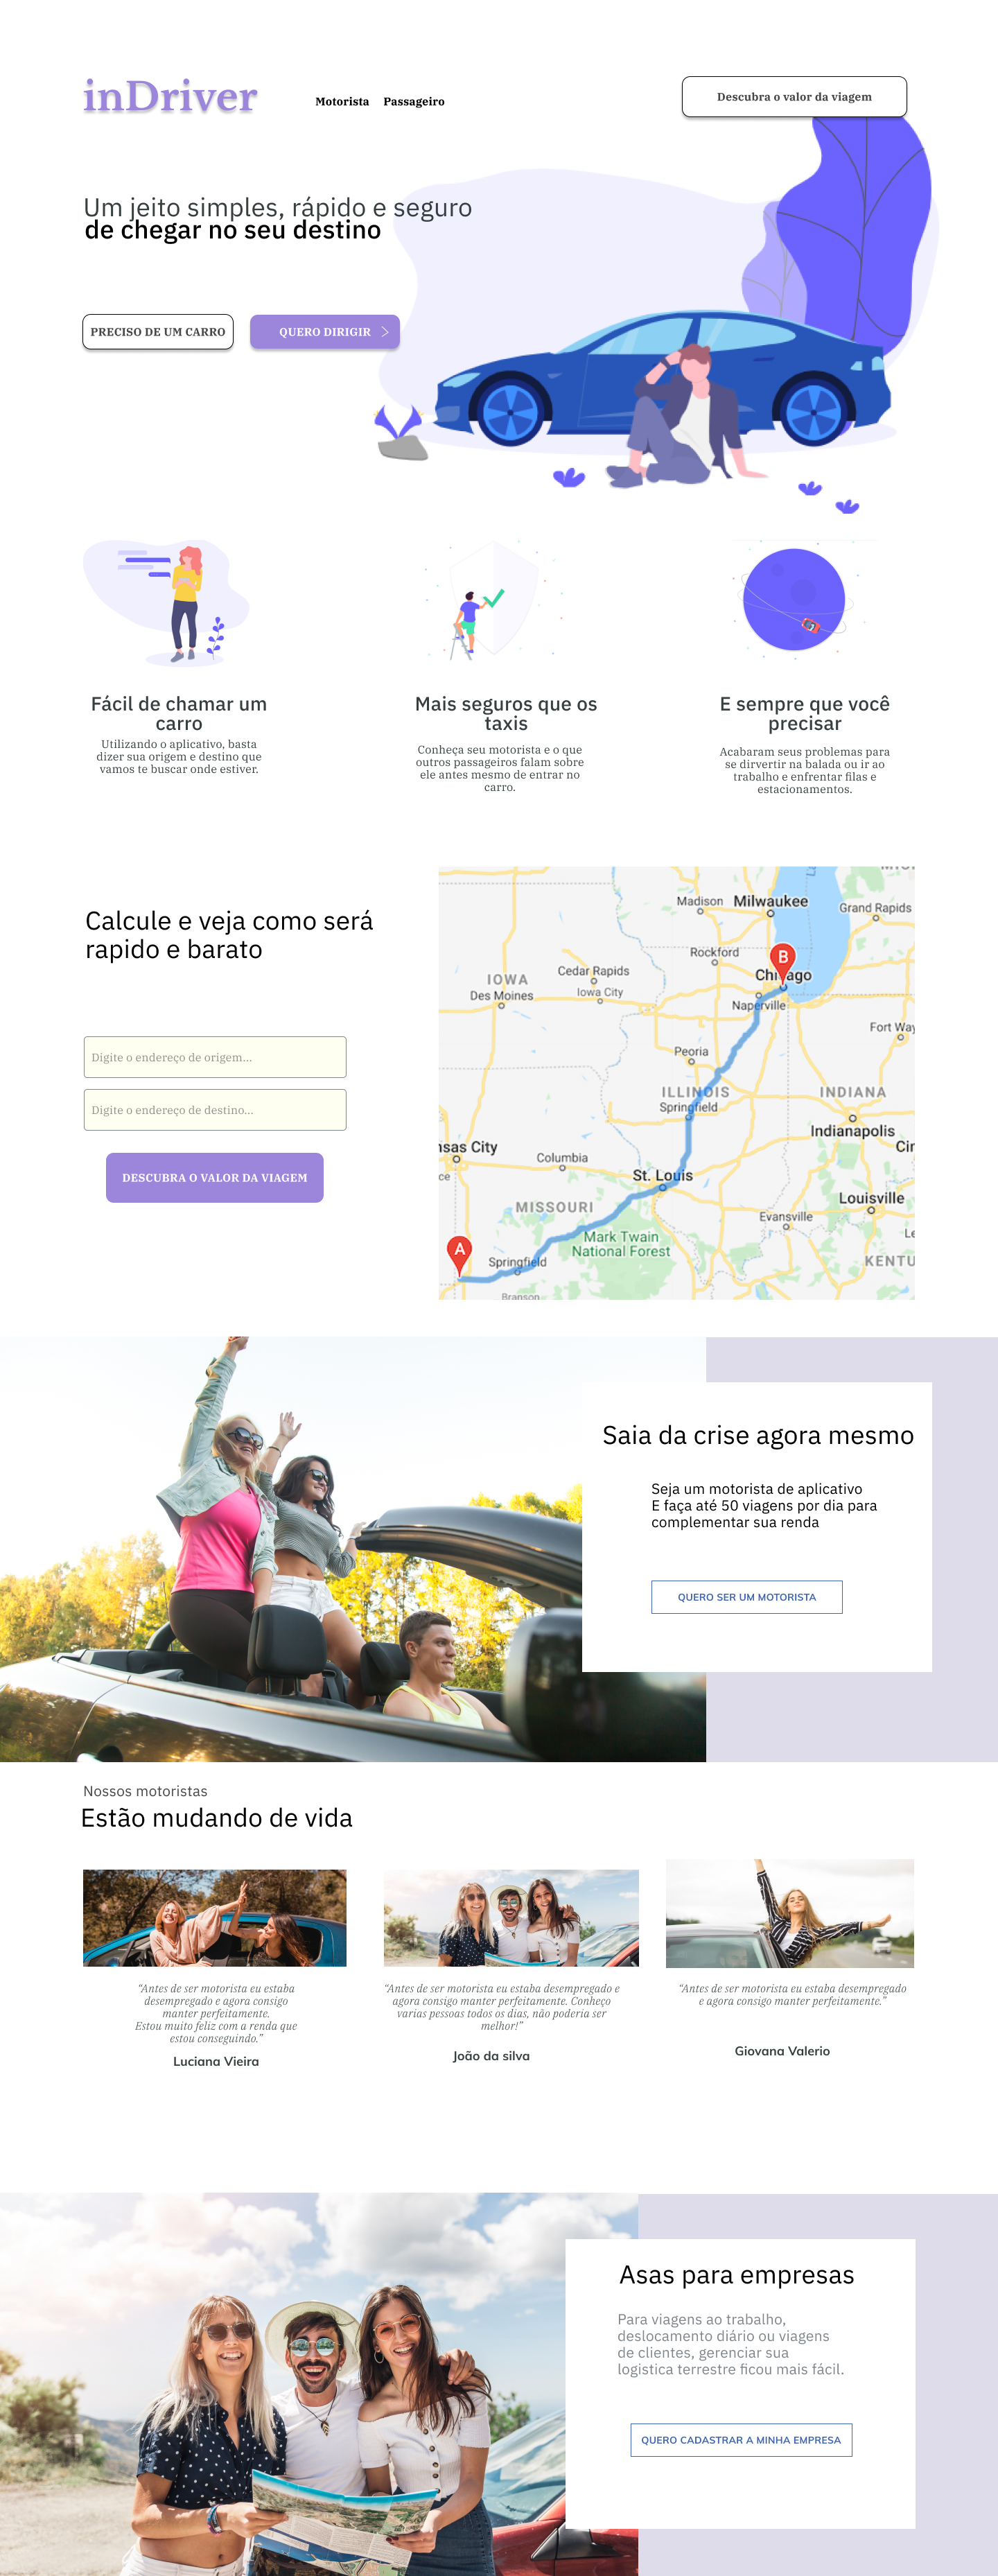 inDriver
Motorista Passageiro
Descubra o valor da viagem
Um jeito simples, rápido e seguro
de chegar no seu destino
PRECISO DE UM CARRO
QUERO DIRIGIR
Fácil de chamar um
carro
Utilizando o aplicativo, basta
dizer sua origem e destino que
vamos te buscar onde estiver.
Mais seguros que os
taxis
Conheça seu motorista e o que
outros passageiros falam sobre
ele antes mesmo de entrar no
carro.
E sempre que você
precisar
Acabaram seus problemas para
se dirvertir na balada ou ir ao
trabalho e enfrentar filas e
estacionamentos.
Calcule e veja como será
rapido e barato
Digite o endereço de origem...
Digite o endereço de destino...
DESCUBRA O VALOR DA VIAGEM
Madison
Milwaukee
Grand Rapids
Rockford
B
Chicago
Cedar Rapids
IOWA
Iowa City
Des Moines
Naperville
Fort Way
Peoria
ILLINOIS
INDIANA
Springfield
Indianapolis
nsas City
Cin
Columbia
ce
St. Louis
Louisville
MISSOURI
Evansville
Mark Twain
National Forest
Le
A
Springfield
KENTU
Branson
Saia da crise agora mesmo
Seja um motorista de aplicativo
E faça até 50 viagens por dia para
complementar sua renda
QUERO SER UM MOTORISTA
Nossos motoristas
Estão mudando de vida
“Antes de ser motorista eu estaba
desempregado e agora consigo
manter perfeitamente.
Estou muito feliz com a renda que
estou conseguindo.”
Luciana Vieira
“Antes de ser motorista eu estaba desempregado e
agora consigo manter perfeitamente. Conheço
varias pessoas todos os dias, não poderia ser
melhor!”
João da silva
“Antes de ser motorista eu estaba desempregado
e agora consigo manter perfeitamente.”
Giovana Valerio
Asas para empresas
Para viagens ao trabalho,
deslocamento diário ou viagens
de clientes, gerenciar sua
logistica terrestre ficou mais fácil.
QUERO CADASTRAR A MINHA EMPRESA